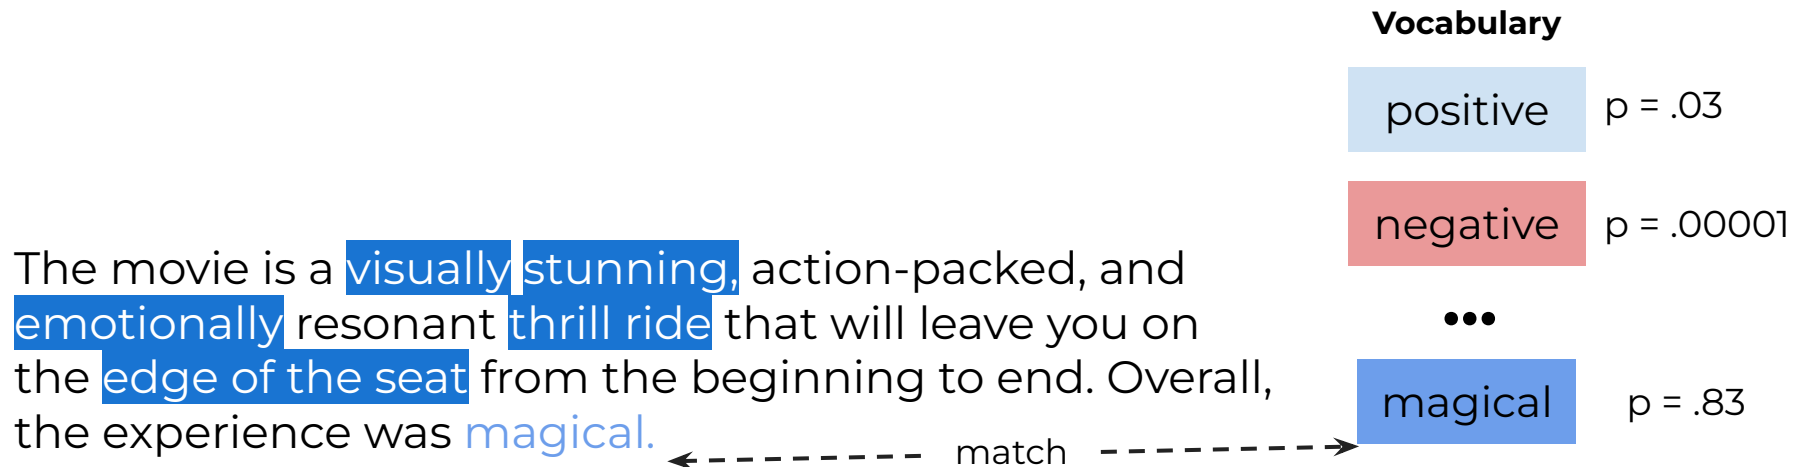 Vocabulary
positive p = .03
negative p = .00001
•••
magical p = .83
The movie is a visually stunning, action-packed, and
emotionally resonant thrill ride that will leave you on
the edge of the seat from the beginning to end. Overall,
the experience was magical.
match